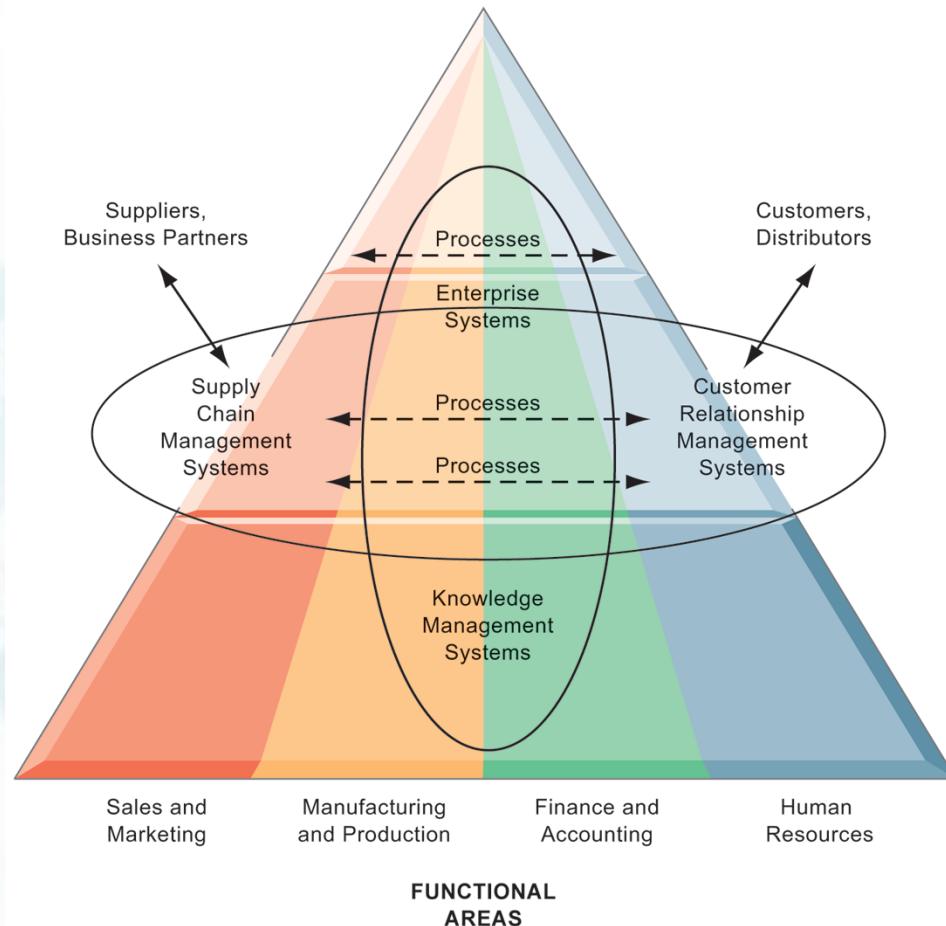 Suppliers,
Business Partners
Customers,
Distributors
Processes
Enterprise
Systems
Supply
Chain
Management
Systems
Processes
Processes
Customer
Relationship
Management
Systems
Knowledge
Management
Systems
Sales and
Marketing
Manufacturing
and Production
Finance and
Accounting
Human
Resources
FUNCTIONAL
AREAS